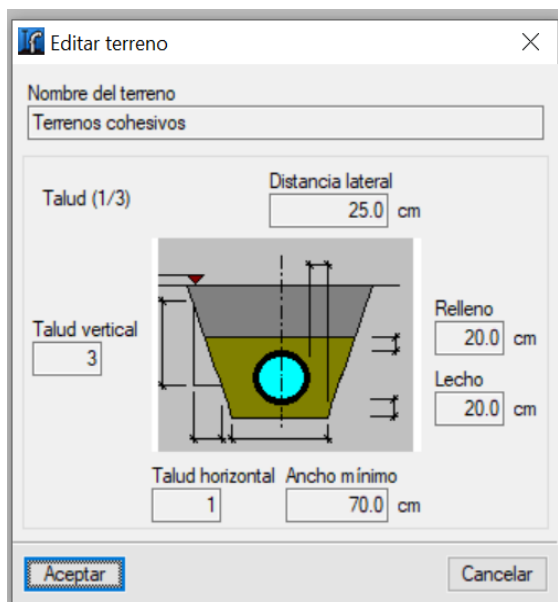 Editar terreno
Nombre del terreno
Terrenos cohesivos
Talud (1/3)
Distancia lateral
25.0 cm
Talud vertical
3
Relleno
20.0 cm
Lecho
20.0 cm
Talud horizontal
1
Ancho mínimo
70.0 cm
Aceptar
Cancelar